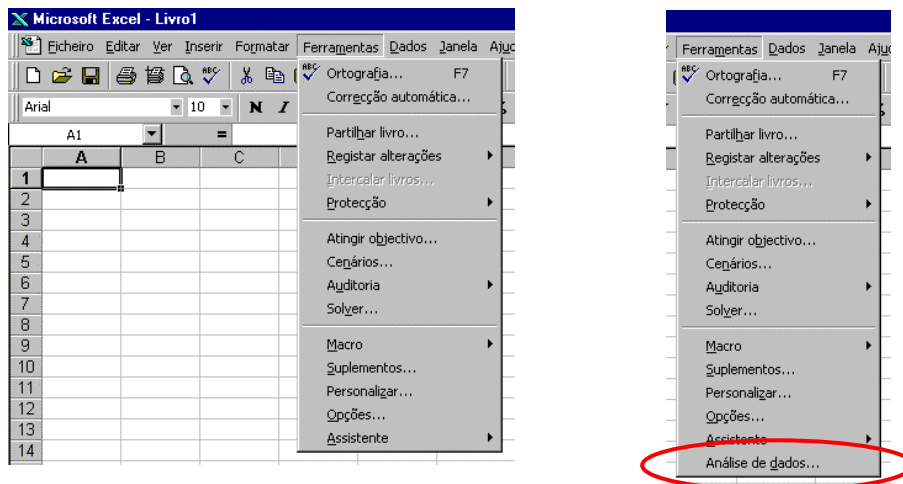 Microsoft Excel - Livro1
Ficheiro Editar Ver Inserir Formatar Ferramentas Dados Janela
ABC
Arial 10 N I
A1 =
A B C
1
2
3
4
5
6
7
8
9
10
11
12
13
14
ABC Ortografia... F7
Correcção automática...
Partilhar livro...
Registar alterações
Intercalar livros...
Protecção
Atingir objectivo...
Cenários...
Auditoria
Solver...
Macro
Suplementos...
Personalizar...
Opções...
Assistente
Ferramentas Dados Janela
ABC Ortografia... F7
Correcção automática...
Partilhar livro...
Registar alterações
Intercalar livros...
Protecção
Atingir objectivo...
Cenários...
Auditoria
Solver...
Macro
Suplementos...
Personalizar...
Opções...
Assistente
Análise de dados...